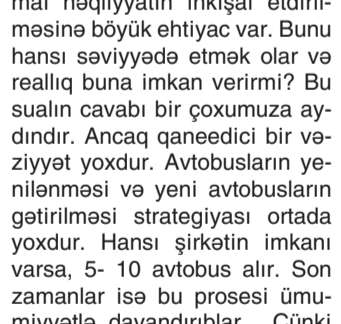 mal nəqliyyatın inkişaf etdiril-
məsinə böyük ehtiyac var. Bunu
hansı səviyyədə etmək olar və
reallıq buna imkan verirmi? Bu
sualın cavabı bir çoxumuza ay-
dındır. Ancaq qaneedici bir və-
ziyyət yoxdur. Avtobusların ye-
nilənməsi və yeni avtobusların
gətirilməsi strategiyası ortada
yoxdur. Hansı şirkətin imkanı
varsa, 5- 10 avtobus alır. Son
zamanlar isə bu prosesi ümu-
miyyətlə dayandırıblar. Çünki